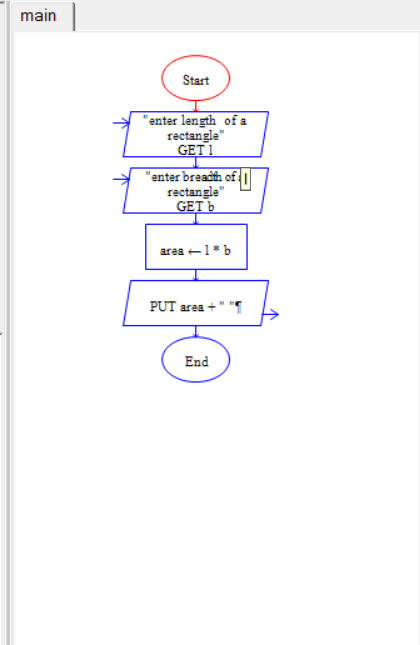 main
Start
"enter length of a
rectangle"
GET l
"enter breadth of
rectangle"
GET b
area ← l * b
PUT area + " "¶
End